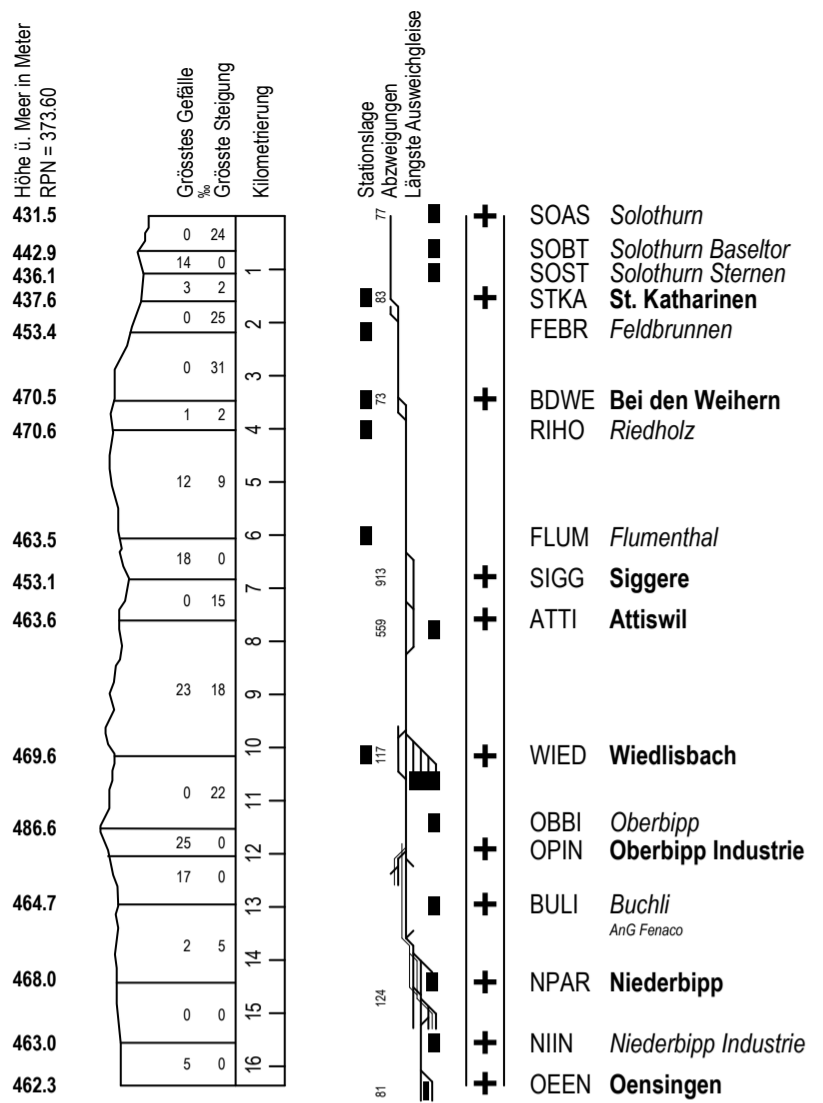 Höhe ü. Meer in Meter
RPN = 373.60
Grösstes Gefälle
‰
Grösste Steigung
Kilometrierung
Stationslage
Abzweigungen
Längste Ausweichgleise
431.5 77 SOAS Solothurn
0 24
442.9 SOBT Solothurn Baseltor
14 0 1
436.1 SOST Solothurn Sternen
3 2
437.6 83 STKA St. Katharinen
0 25 2
453.4 FEBR Feldbrunnen
0 31 3
470.5 73 BDWE Bei den Weihern
1 2
470.6 4 RIHO Riedholz
12 9 5
463.5 6 FLUM Flumenthal
18 0
453.1 913 7 SIGG Siggere
0 15
463.6 559 ATTI Attiswil
8
23 18 9
469.6 10 117 WIED Wiedlisbach
0 22 11
486.6 OBBI Oberbipp
25 0 12 OPIN Oberbipp Industrie
17 0
464.7 13 BULI Buchli
AnG Fenaco
2 5 14
468.0 124 NPAR Niederbipp
0 0 15
463.0 NIIN Niederbipp Industrie
5 0 16
462.3 81 OEEN Oensingen